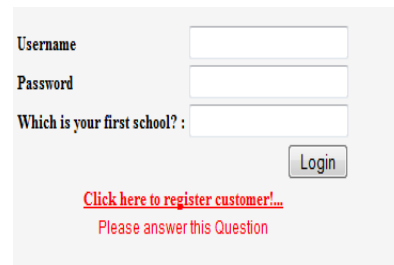 Username
Password
Which is your first school? :
Login
Click here to register customer!...
Please answer this Question